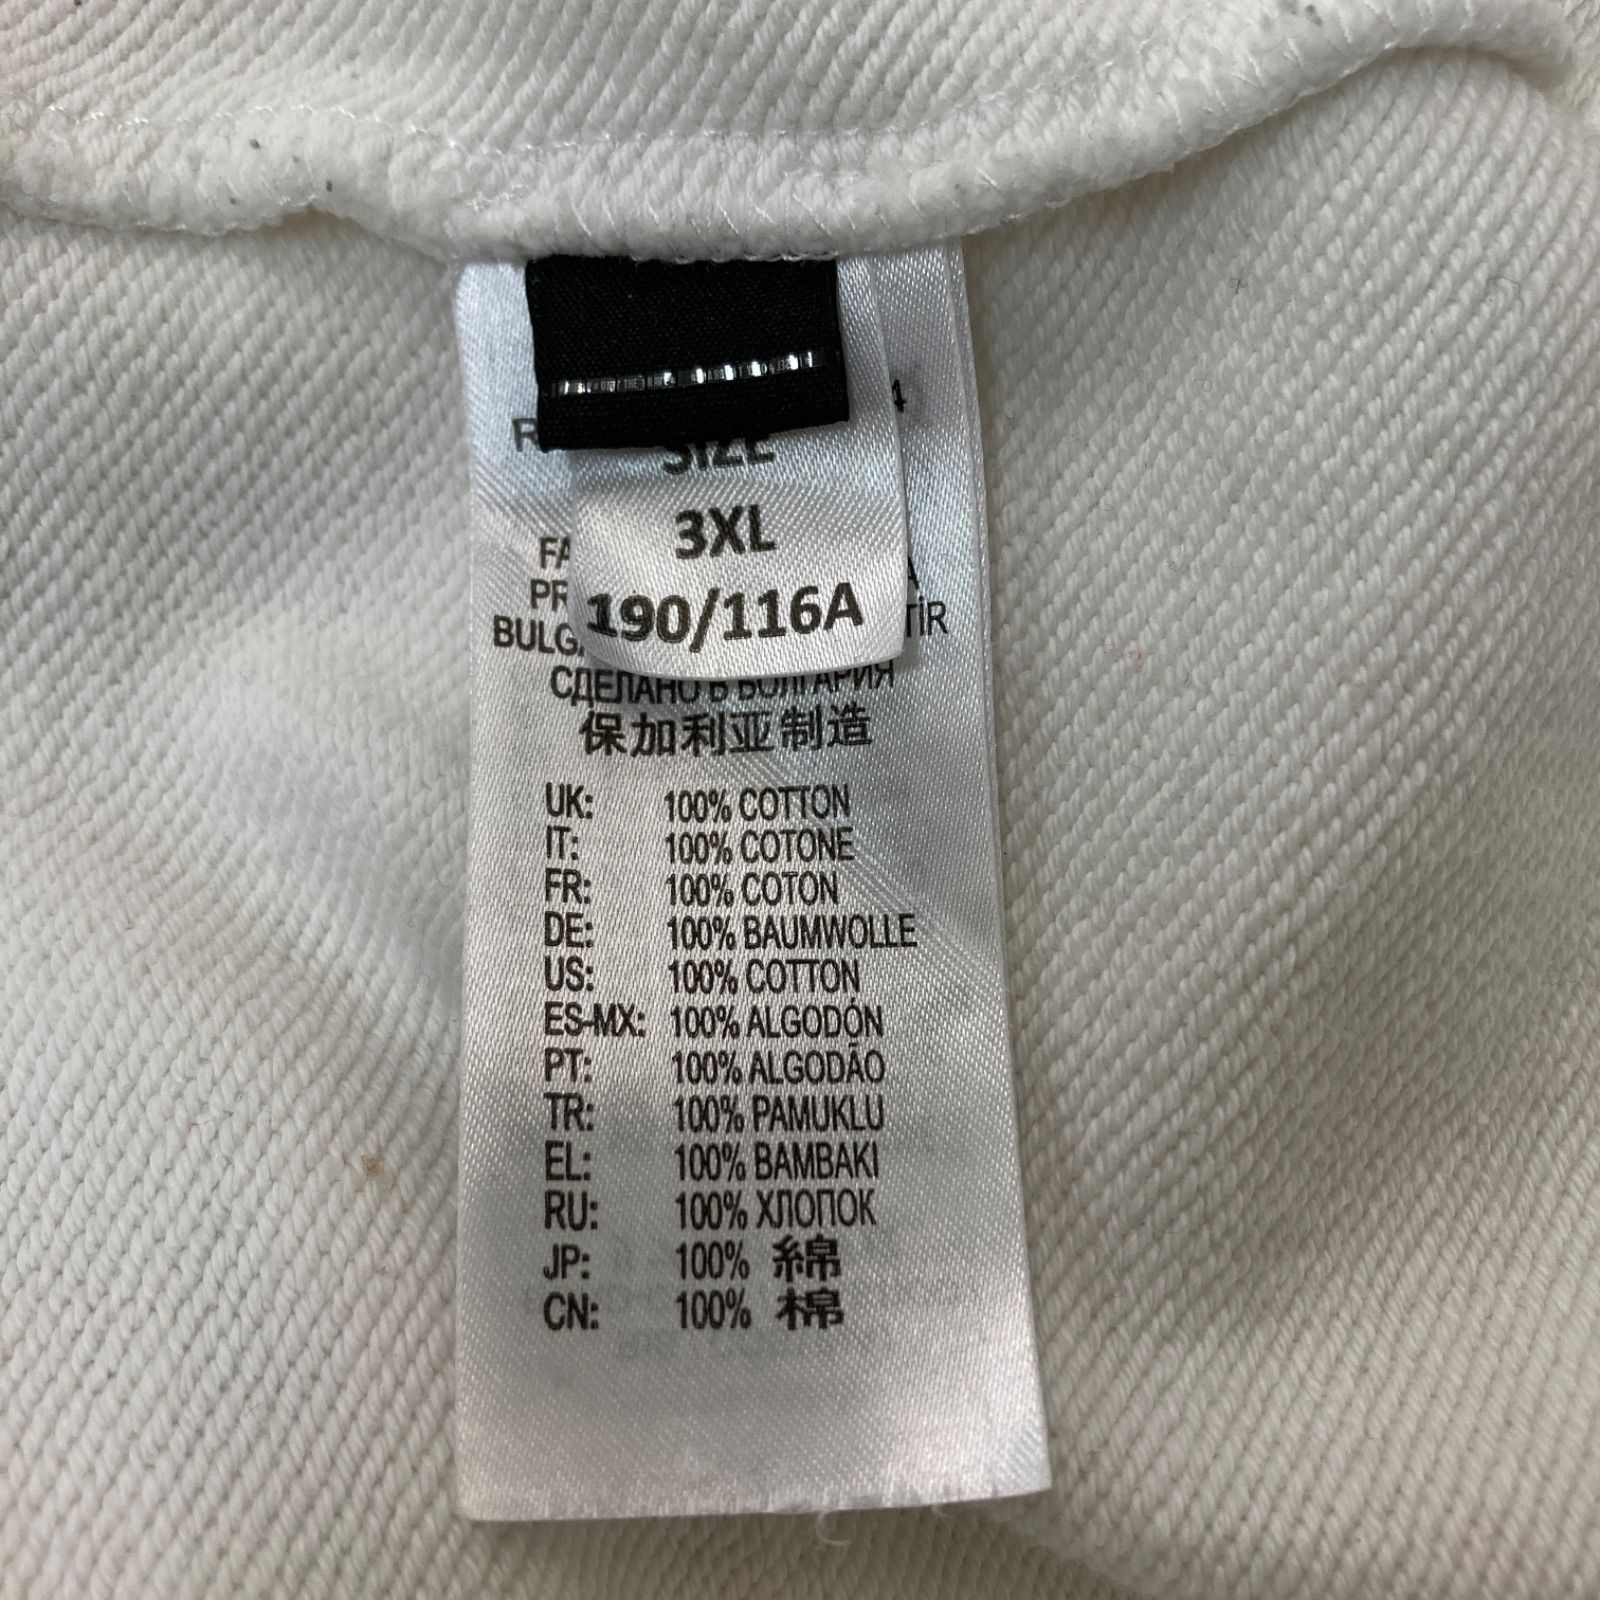 SIZE
3XL
190/116A
СДЕЛАНО В БОЛГАРИЯ
保加利亚制造
UK: 100% COTTON
IT: 100% COTONE
FR: 100% COTON
DE: 100% BAUMWOLLE
US: 100% COTTON
ES-MX: 100% ALGODÓN
PT: 100% ALGODÃO
TR: 100% PAMUKLU
EL: 100% BAMBAKI
RU: 100% ХЛОПОК
JP: 100% 綿
CN: 100% 棉